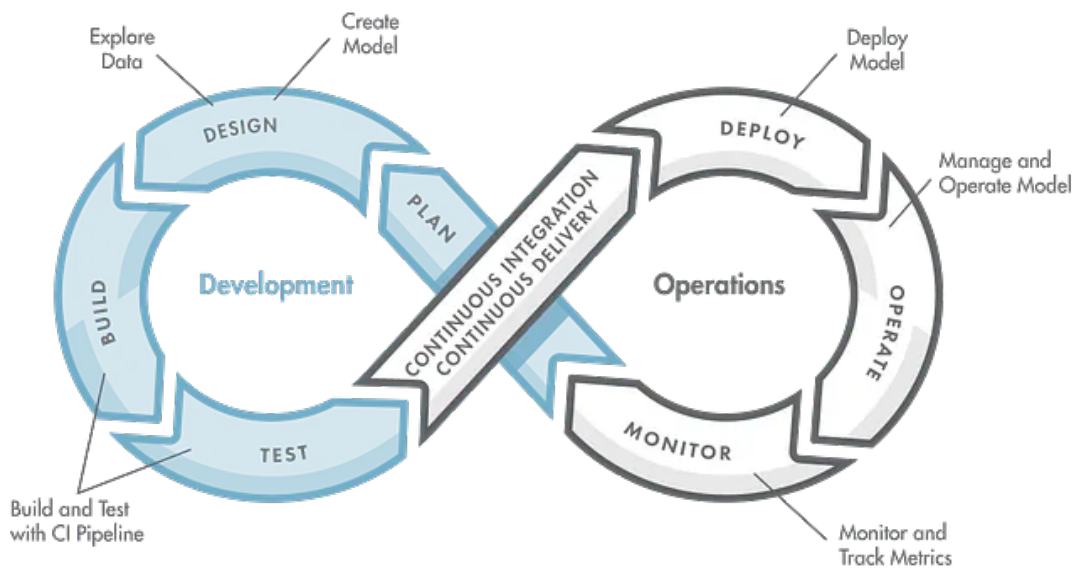 Explore
Data
Create
Model
Deploy
Model
DESIGN
DEPLOY
Manage and
Operate Model
PLAN
CONTINUOUS INTEGRATION
CONTINUOUS DELIVERY
Development
Operations
BUILD
OPERATE
TEST
MONITOR
Build and Test
with CI Pipeline
Monitor and
Track Metrics